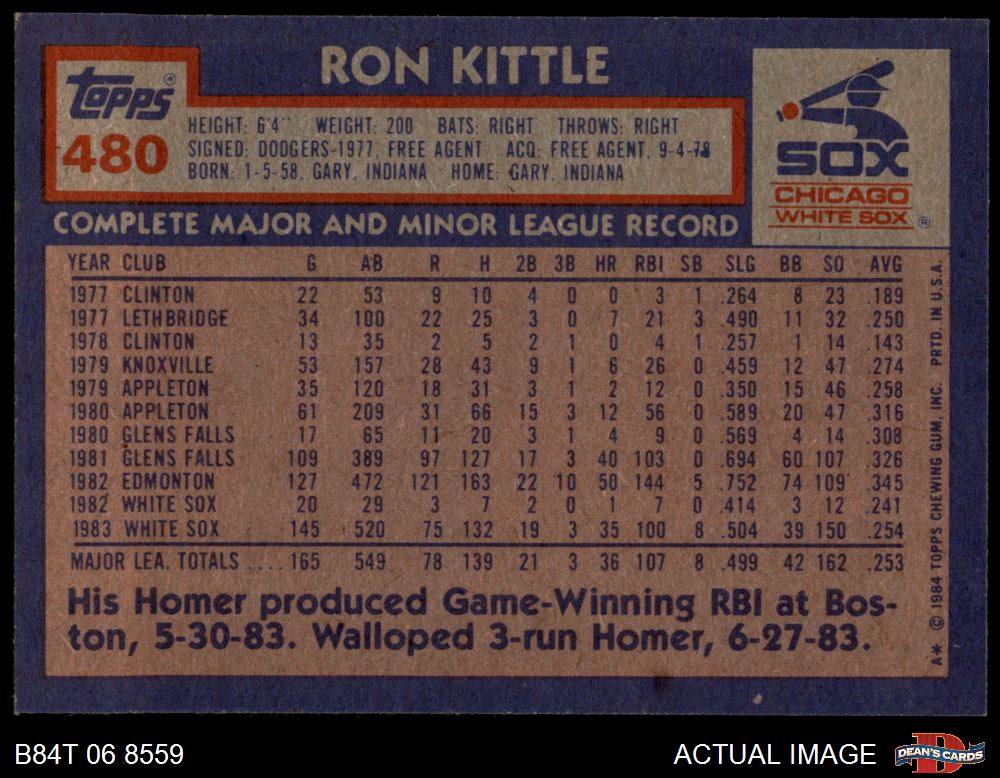 RON KITTLE
Topps®
480
HEIGHT: 6'4" WEIGHT: 200 BATS: RIGHT THROWS: RIGHT
SIGNED: DODGERS-1977, FREE AGENT ACQ: FREE AGENT, 9-4-78
BORN: 1-5-58, GARY, INDIANA HOME: GARY, INDIANA
SOX
CHICAGO
WHITE SOX ®
COMPLETE MAJOR AND MINOR LEAGUE RECORD
YEAR CLUB G AB R H 2B 3B HR RBI SB SLG BB SO AVG
1977 CLINTON 22 53 9 10 4 0 0 3 1 .264 8 23 .189
1977 LETHBRIDGE 34 100 22 25 3 0 7 21 3 .490 11 32 .250
1978 CLINTON 13 35 2 5 2 1 0 4 1 .257 1 14 .143
1979 KNOXVILLE 53 157 28 43 9 1 6 26 0 .459 12 47 .274
1979 APPLETON 35 120 18 31 3 1 2 12 0 .350 15 46 .258
1980 APPLETON 61 209 31 66 15 3 12 56 0 .589 20 47 .316
1980 GLENS FALLS 17 65 11 20 3 1 4 9 0 .569 4 14 .308
1981 GLENS FALLS 109 389 97 127 17 3 40 103 0 .694 60 107 .326
1982 EDMONTON 127 472 121 163 22 10 50 144 5 .752 74 109 .345
1982 WHITE SOX 20 29 3 7 2 0 1 7 0 .414 3 12 .241
1983 WHITE SOX 145 520 75 132 19 3 35 100 8 .504 39 150 .254
MAJOR LEA. TOTALS .... 165 549 78 139 21 3 36 107 8 .499 42 162 .253
His Homer produced Game-Winning RBI at Bos-
ton, 5-30-83. Walloped 3-run Homer, 6-27-83.
A* © 1984 TOPPS CHEWING GUM, INC. PRTD. IN U.S.A.
B84T 06 8559
ACTUAL IMAGE
DEAN'S CARDS